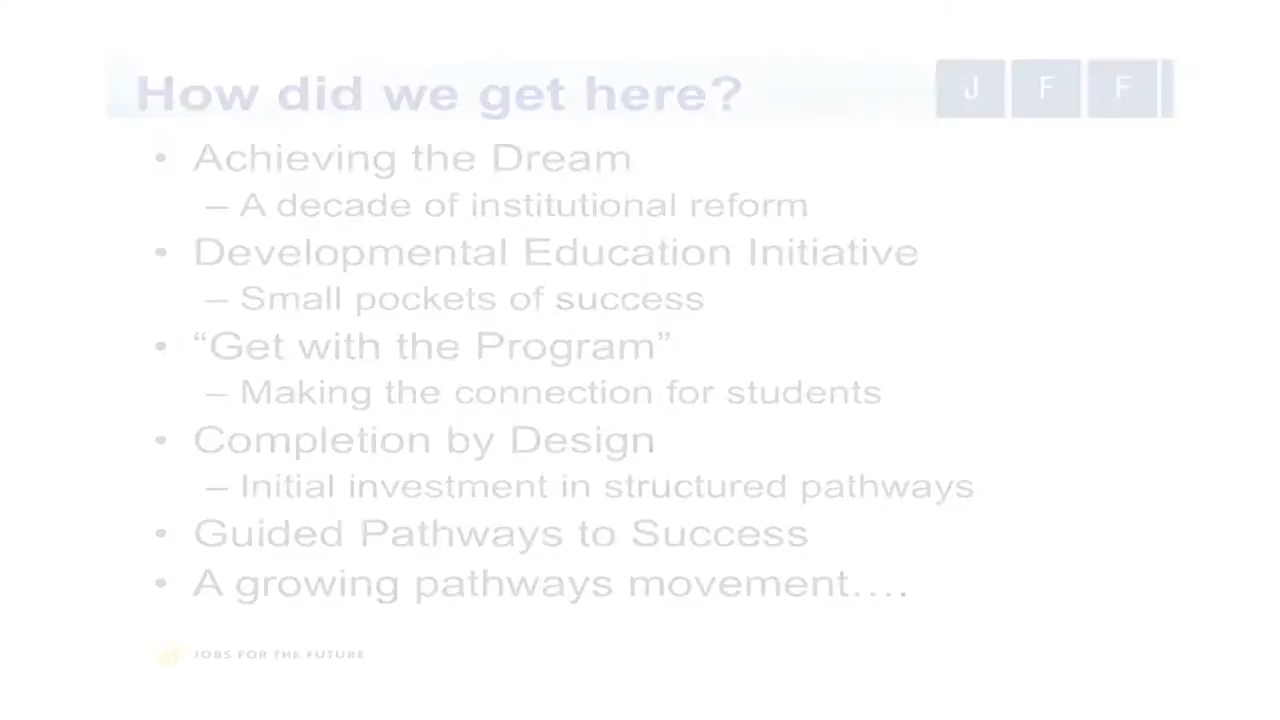 How did we get here?
J F F
• Achieving the Dream
– A decade of institutional reform
• Developmental Education Initiative
– Small pockets of success
• “Get with the Program”
– Making the connection for students
• Completion by Design
– Initial investment in structured pathways
• Guided Pathways to Success
• A growing pathways movement….
JOBS FOR THE FUTURE